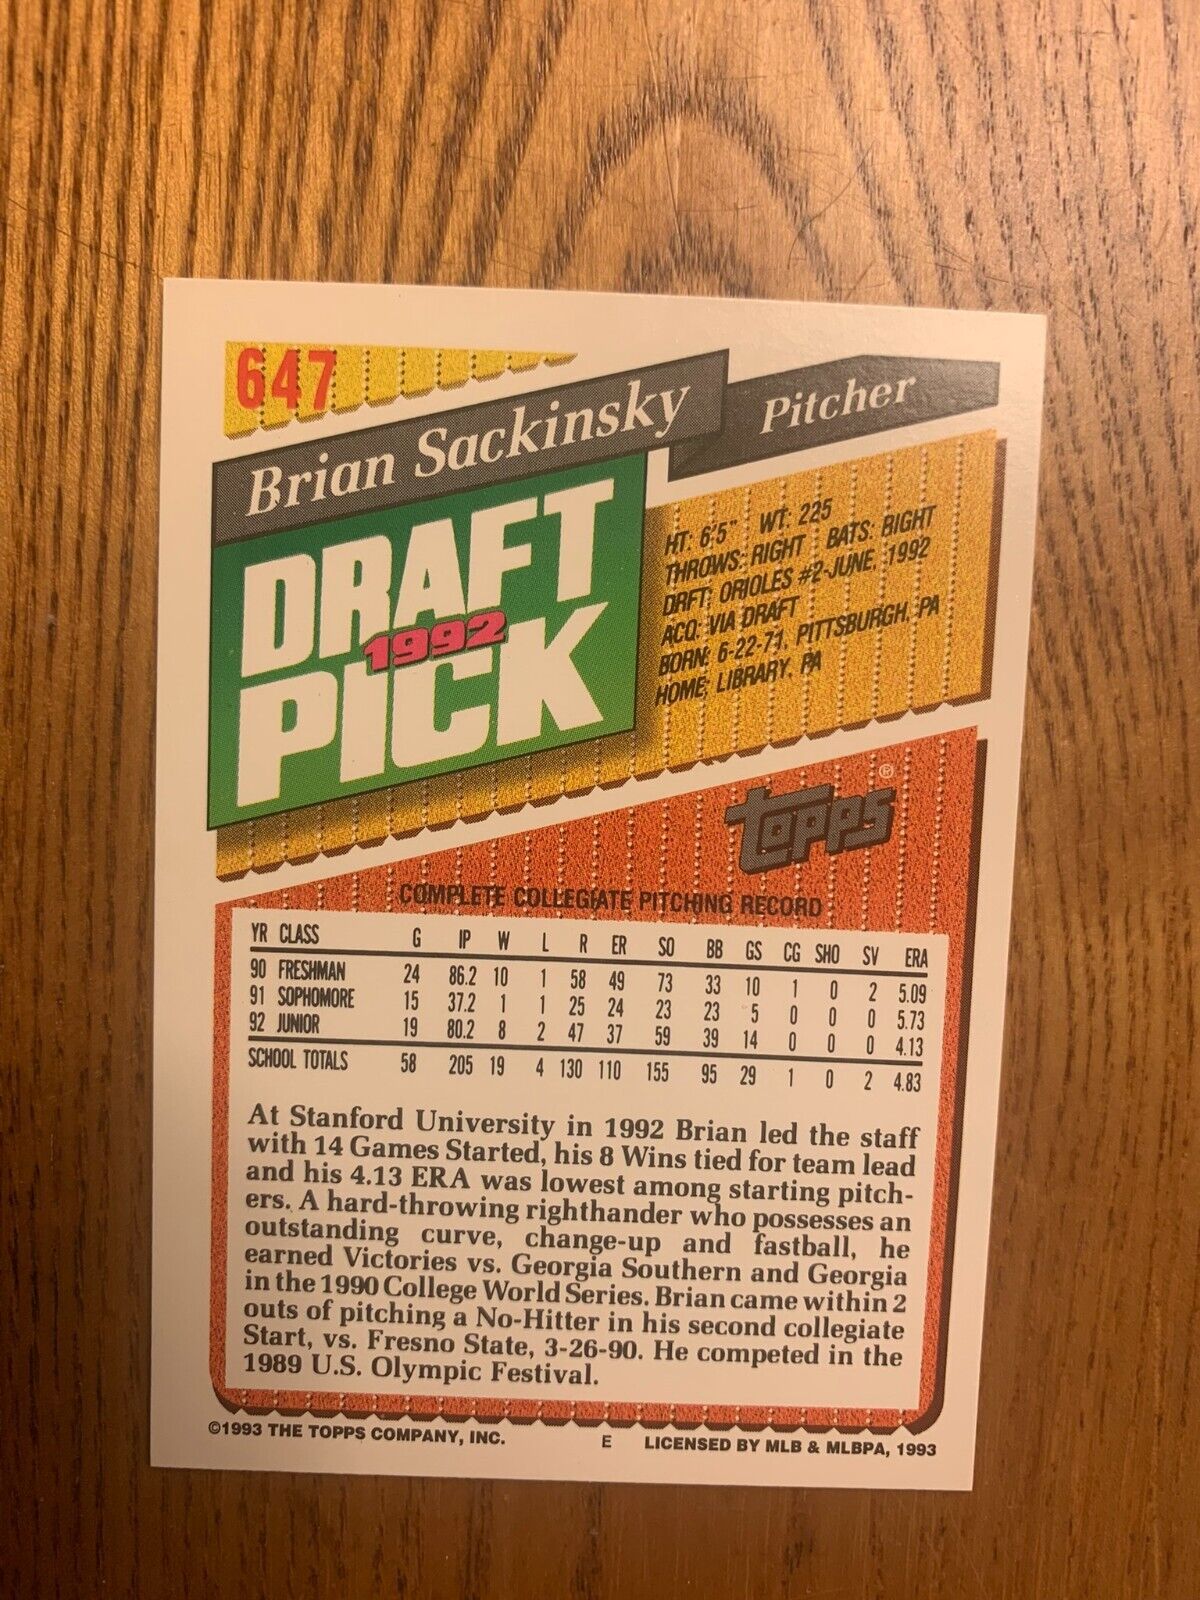 647
Brian Sackinsky
Pitcher
DRAFT
1992
PICK
HT: 6'5" WT: 225
THROWS: RIGHT BATS: RIGHT
DRFT: ORIOLES #2-JUNE, 1992
ACQ: VIA DRAFT
BORN: 6-22-71, PITTSBURGH, PA
HOME: LIBRARY, PA
Topps®
COMPLETE COLLEGIATE PITCHING RECORD
YR CLASS G IP W L R ER SO BB GS CG SHO SV ERA
90 FRESHMAN 24 86.2 10 1 58 49 73 33 10 1 0 2 5.09
91 SOPHOMORE 15 37.2 1 1 25 24 23 23 5 0 0 0 5.73
92 JUNIOR 19 80.2 8 2 47 37 59 39 14 0 0 0 4.13
SCHOOL TOTALS 58 205 19 4 130 110 155 95 29 1 0 2 4.83
At Stanford University in 1992 Brian led the staff
with 14 Games Started, his 8 Wins tied for team lead
and his 4.13 ERA was lowest among starting pitch-
ers. A hard-throwing righthander who possesses an
outstanding curve, change-up and fastball, he
earned Victories vs. Georgia Southern and Georgia
in the 1990 College World Series. Brian came within 2
outs of pitching a No-Hitter in his second collegiate
Start, vs. Fresno State, 3-26-90. He competed in the
1989 U.S. Olympic Festival.
©1993 THE TOPPS COMPANY, INC. E LICENSED BY MLB & MLBPA, 1993